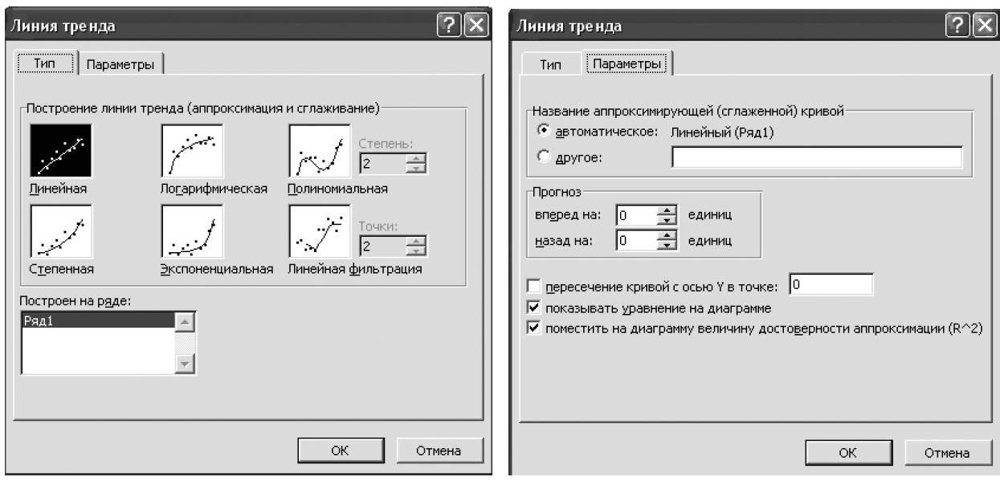 Линия тренда
Тип
Параметры
Построение линии тренда (аппроксимация и сглаживание)
Степень:
2
Линейная
Логарифмическая
Полиномиальная
Точки:
2
Степенная
Экспоненциальная
Линейная фильтрация
Построен на ряде:
Ряд1
ОК
Отмена
Линия тренда
Тип
Параметры
Название аппроксимирующей (сглаженной) кривой
автоматическое: Линейный (Ряд1)
другое:
Прогноз
вперед на: 0 единиц
назад на: 0 единиц
пересечение кривой с осью Y в точке: 0
показывать уравнение на диаграмме
поместить на диаграмму величину достоверности аппроксимации (R^2)
ОК
Отмена